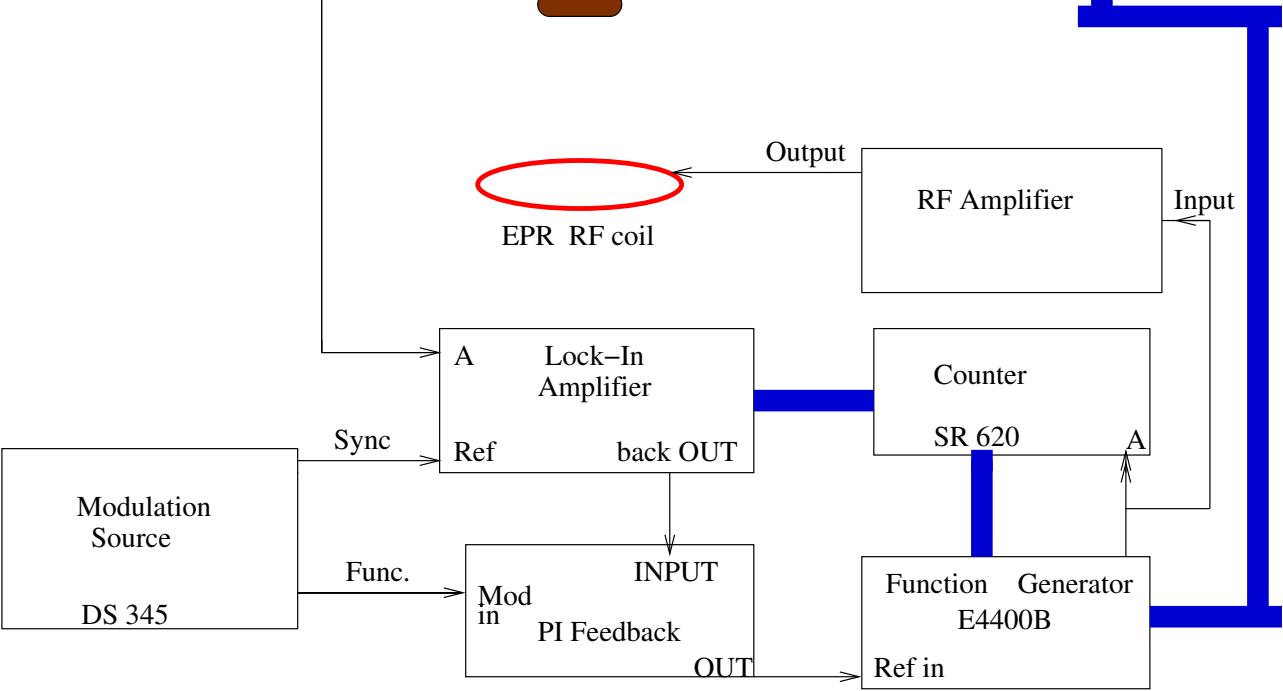 Output
RF Amplifier
Input
EPR RF coil
A
Lock−In
Amplifier
Ref
back OUT
Counter
SR 620
A
Sync
Modulation
Source
DS 345
Func.
INPUT
Mod
in
PI Feedback
OUT
Function Generator
E4400B
Ref in